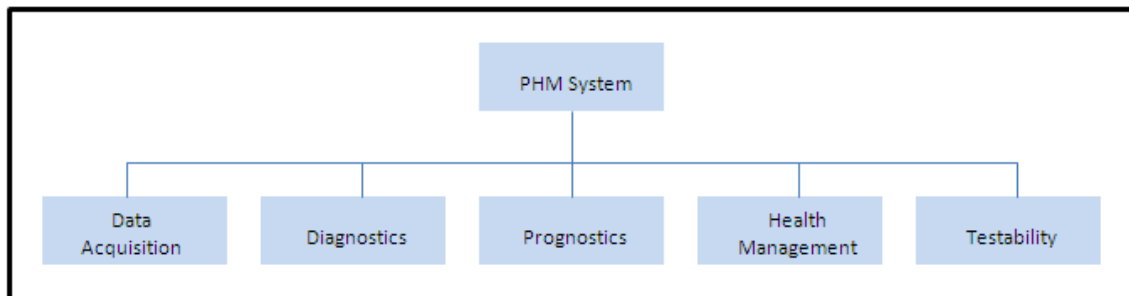 PHM System
Data
Acquisition
Diagnostics
Prognostics
Health
Management
Testability